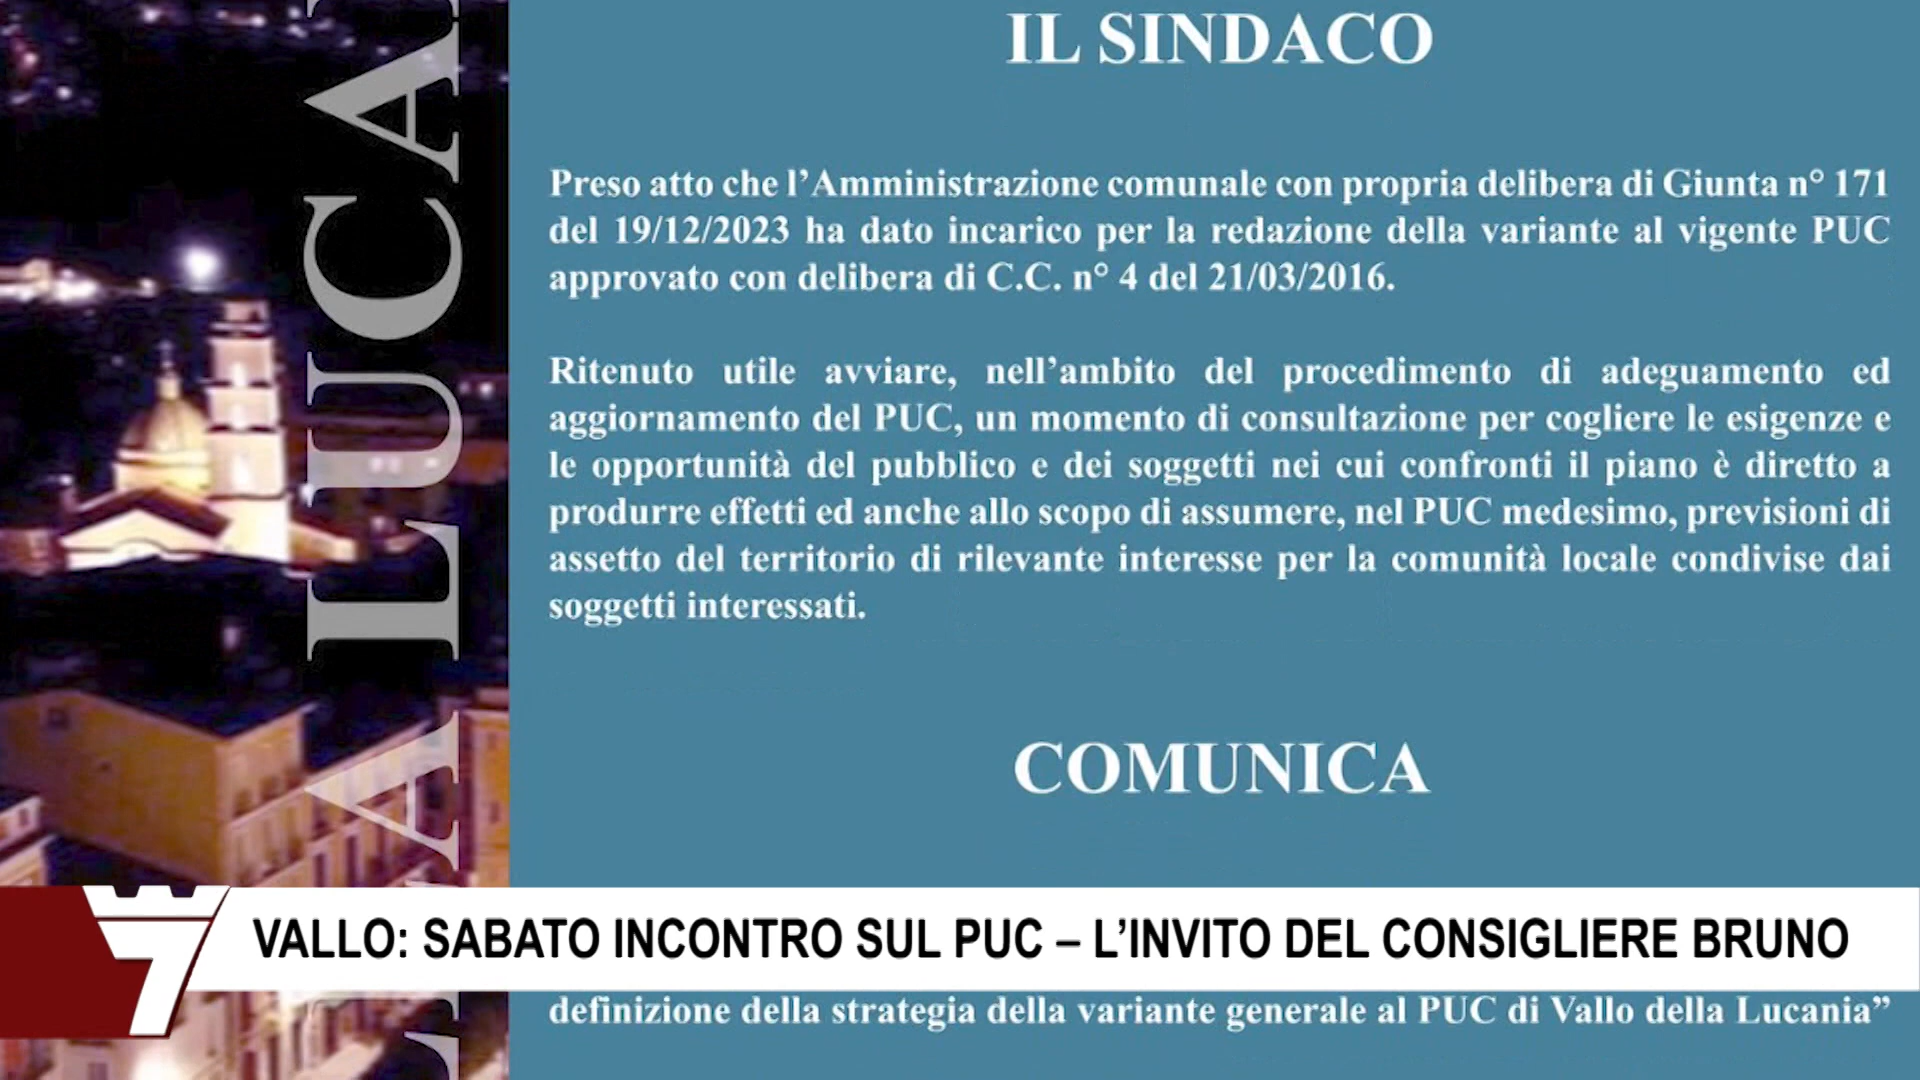 IL SINDACO
Preso atto che l’Amministrazione comunale con propria delibera di Giunta n° 171
del 19/12/2023 ha dato incarico per la redazione della variante al vigente PUC
approvato con delibera di C.C. n° 4 del 21/03/2016.
Ritenuto utile avviare, nell’ambito del procedimento di adeguamento ed
aggiornamento del PUC, un momento di consultazione per cogliere le esigenze e
le opportunità del pubblico e dei soggetti nei cui confronti il piano è diretto a
produrre effetti ed anche allo scopo di assumere, nel PUC medesimo, previsioni di
assetto del territorio di rilevante interesse per la comunità locale condivise dai
soggetti interessati.
COMUNICA
definizione della strategia della variante generale al PUC di Vallo della Lucania”
LA LUCA
7 VALLO: SABATO INCONTRO SUL PUC – L’INVITO DEL CONSIGLIERE BRUNO